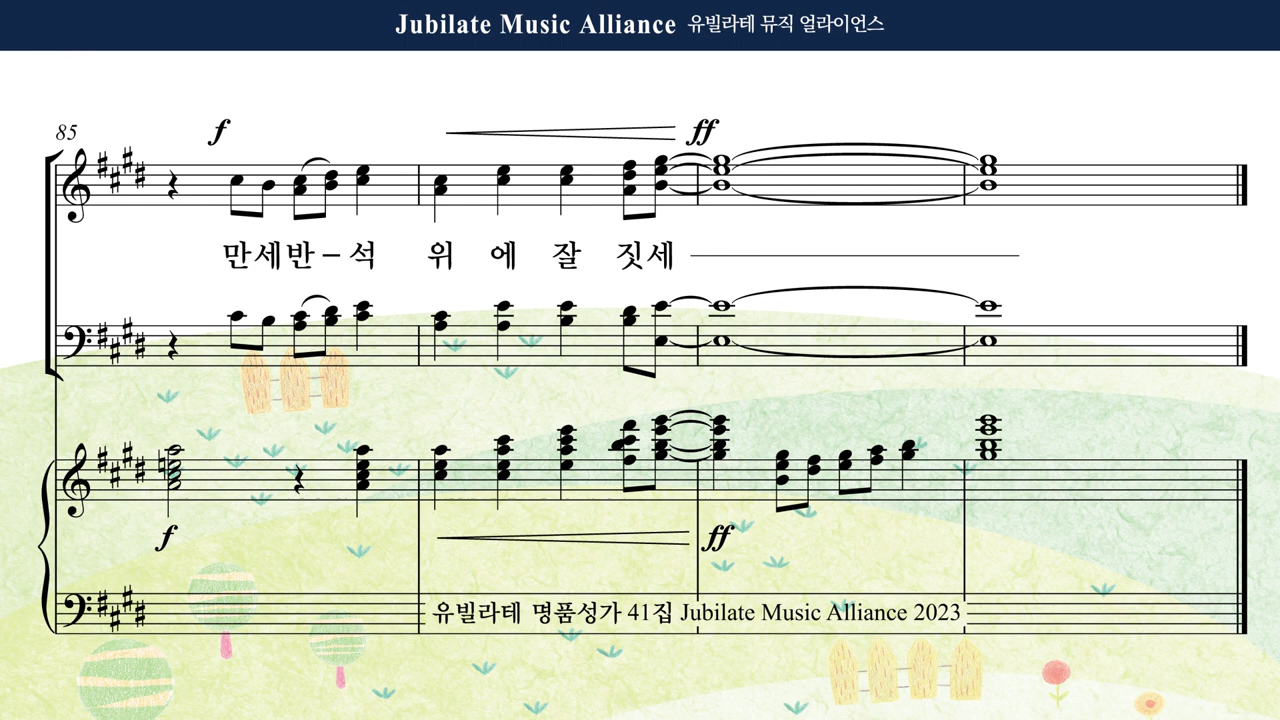 Jubilate Music Alliance 유빌라테 뮤직 얼라이언스
85
f
ff
만세반–석 위 에 잘 짓세
f
ff
유빌라테 명품성가 41집 Jubilate Music Alliance 2023